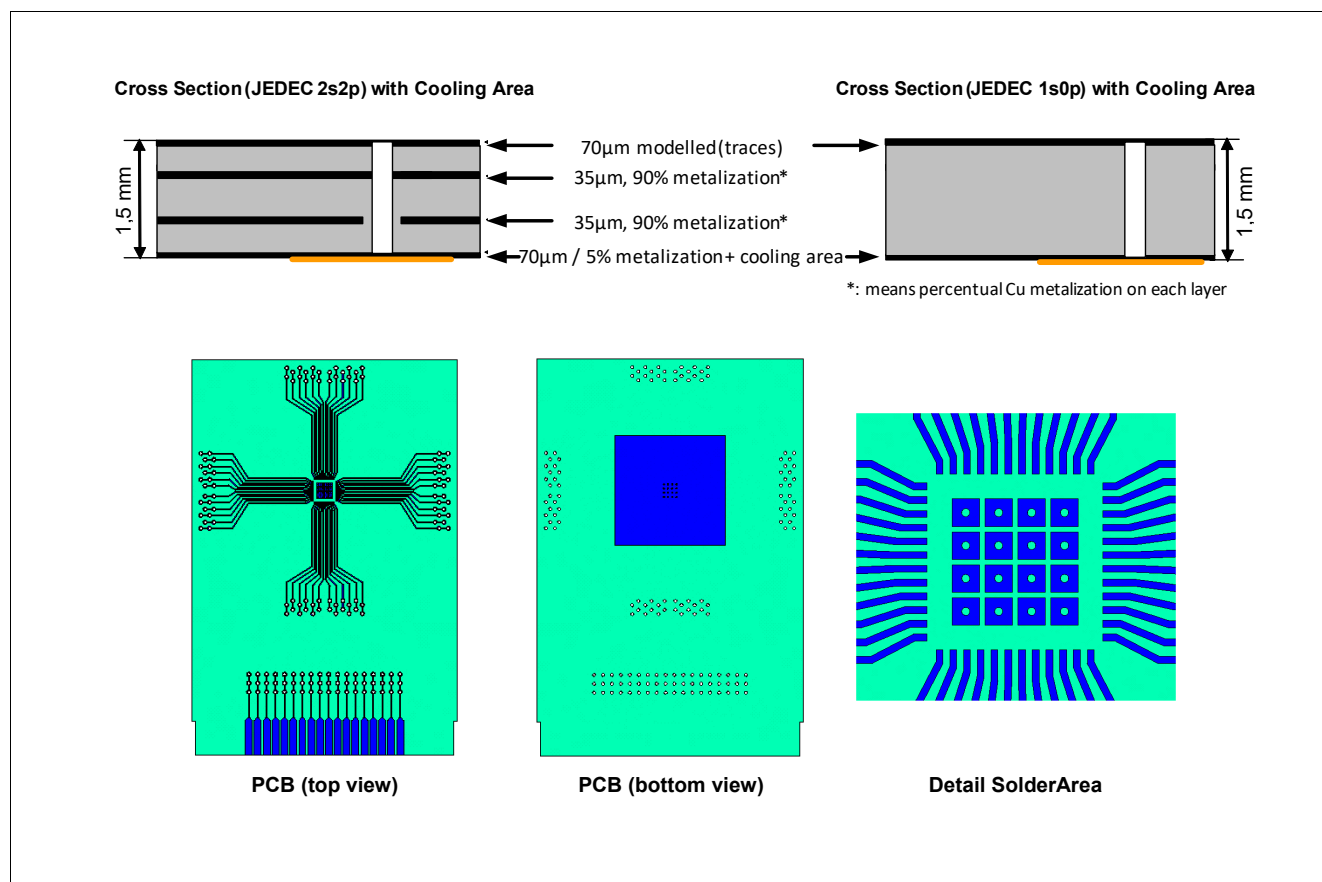 Cross Section (JEDEC 2s2p) with Cooling Area
Cross Section (JEDEC 1s0p) with Cooling Area
1,5 mm
70µm modelled (traces)
35µm, 90% metalization*
35µm, 90% metalization*
70µm / 5% metalization + cooling area
1,5 mm
*: means percentual Cu metalization on each layer
PCB (top view)
PCB (bottom view)
Detail SolderArea